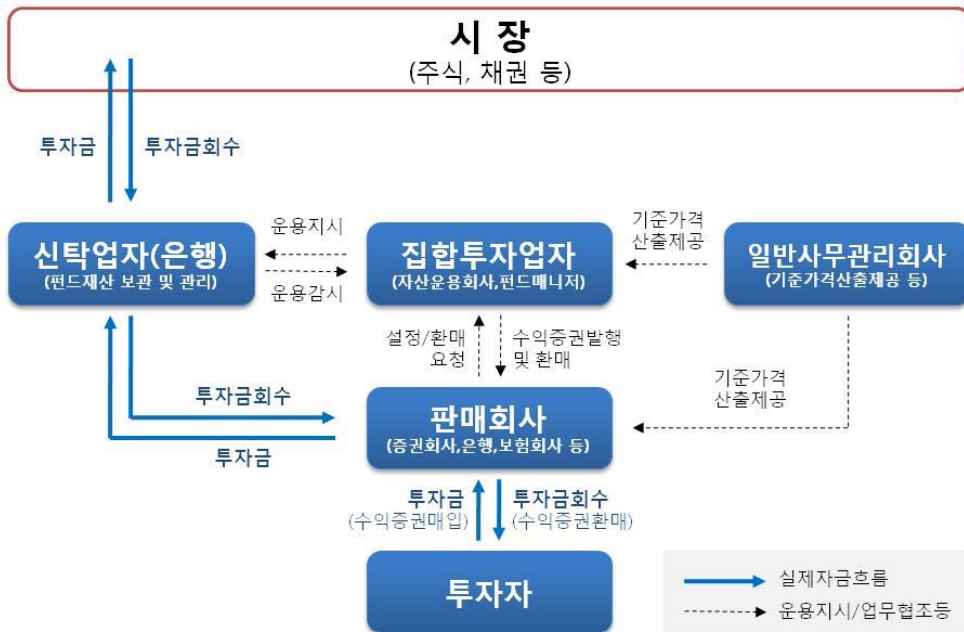 시 장
(주식, 채권 등)
투자금
투자금회수
운용지시
기준가격
산출제공
신탁업자(은행)
(펀드재산 보관 및 관리)
집합투자업자
(자산운용회사,펀드매니저)
일반사무관리회사
(기준가격산출제공 등)
운용감시
설정/환매
요청
수익증권발행
및 환매
기준가격
산출제공
투자금회수
투자금
판매회사
(증권회사,은행,보험회사 등)
투자금
(수익증권매입)
투자금회수
(수익증권환매)
투자자
실제자금흐름
운용지시/업무협조등